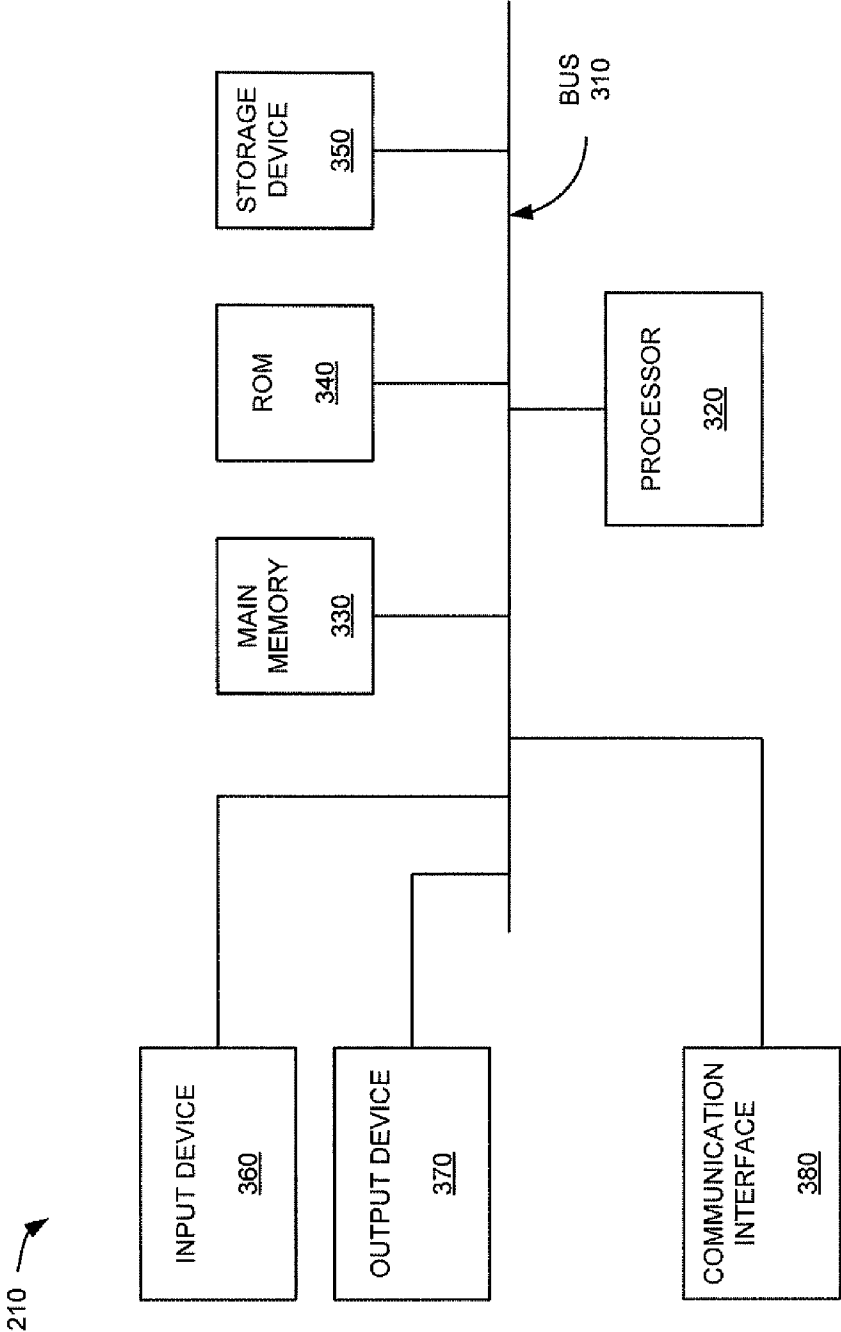 210
INPUT DEVICE
360
OUTPUT DEVICE
370
COMMUNICATION
INTERFACE
380
MAIN
MEMORY
330
ROM
340
STORAGE
DEVICE
350
PROCESSOR
320
BUS
310